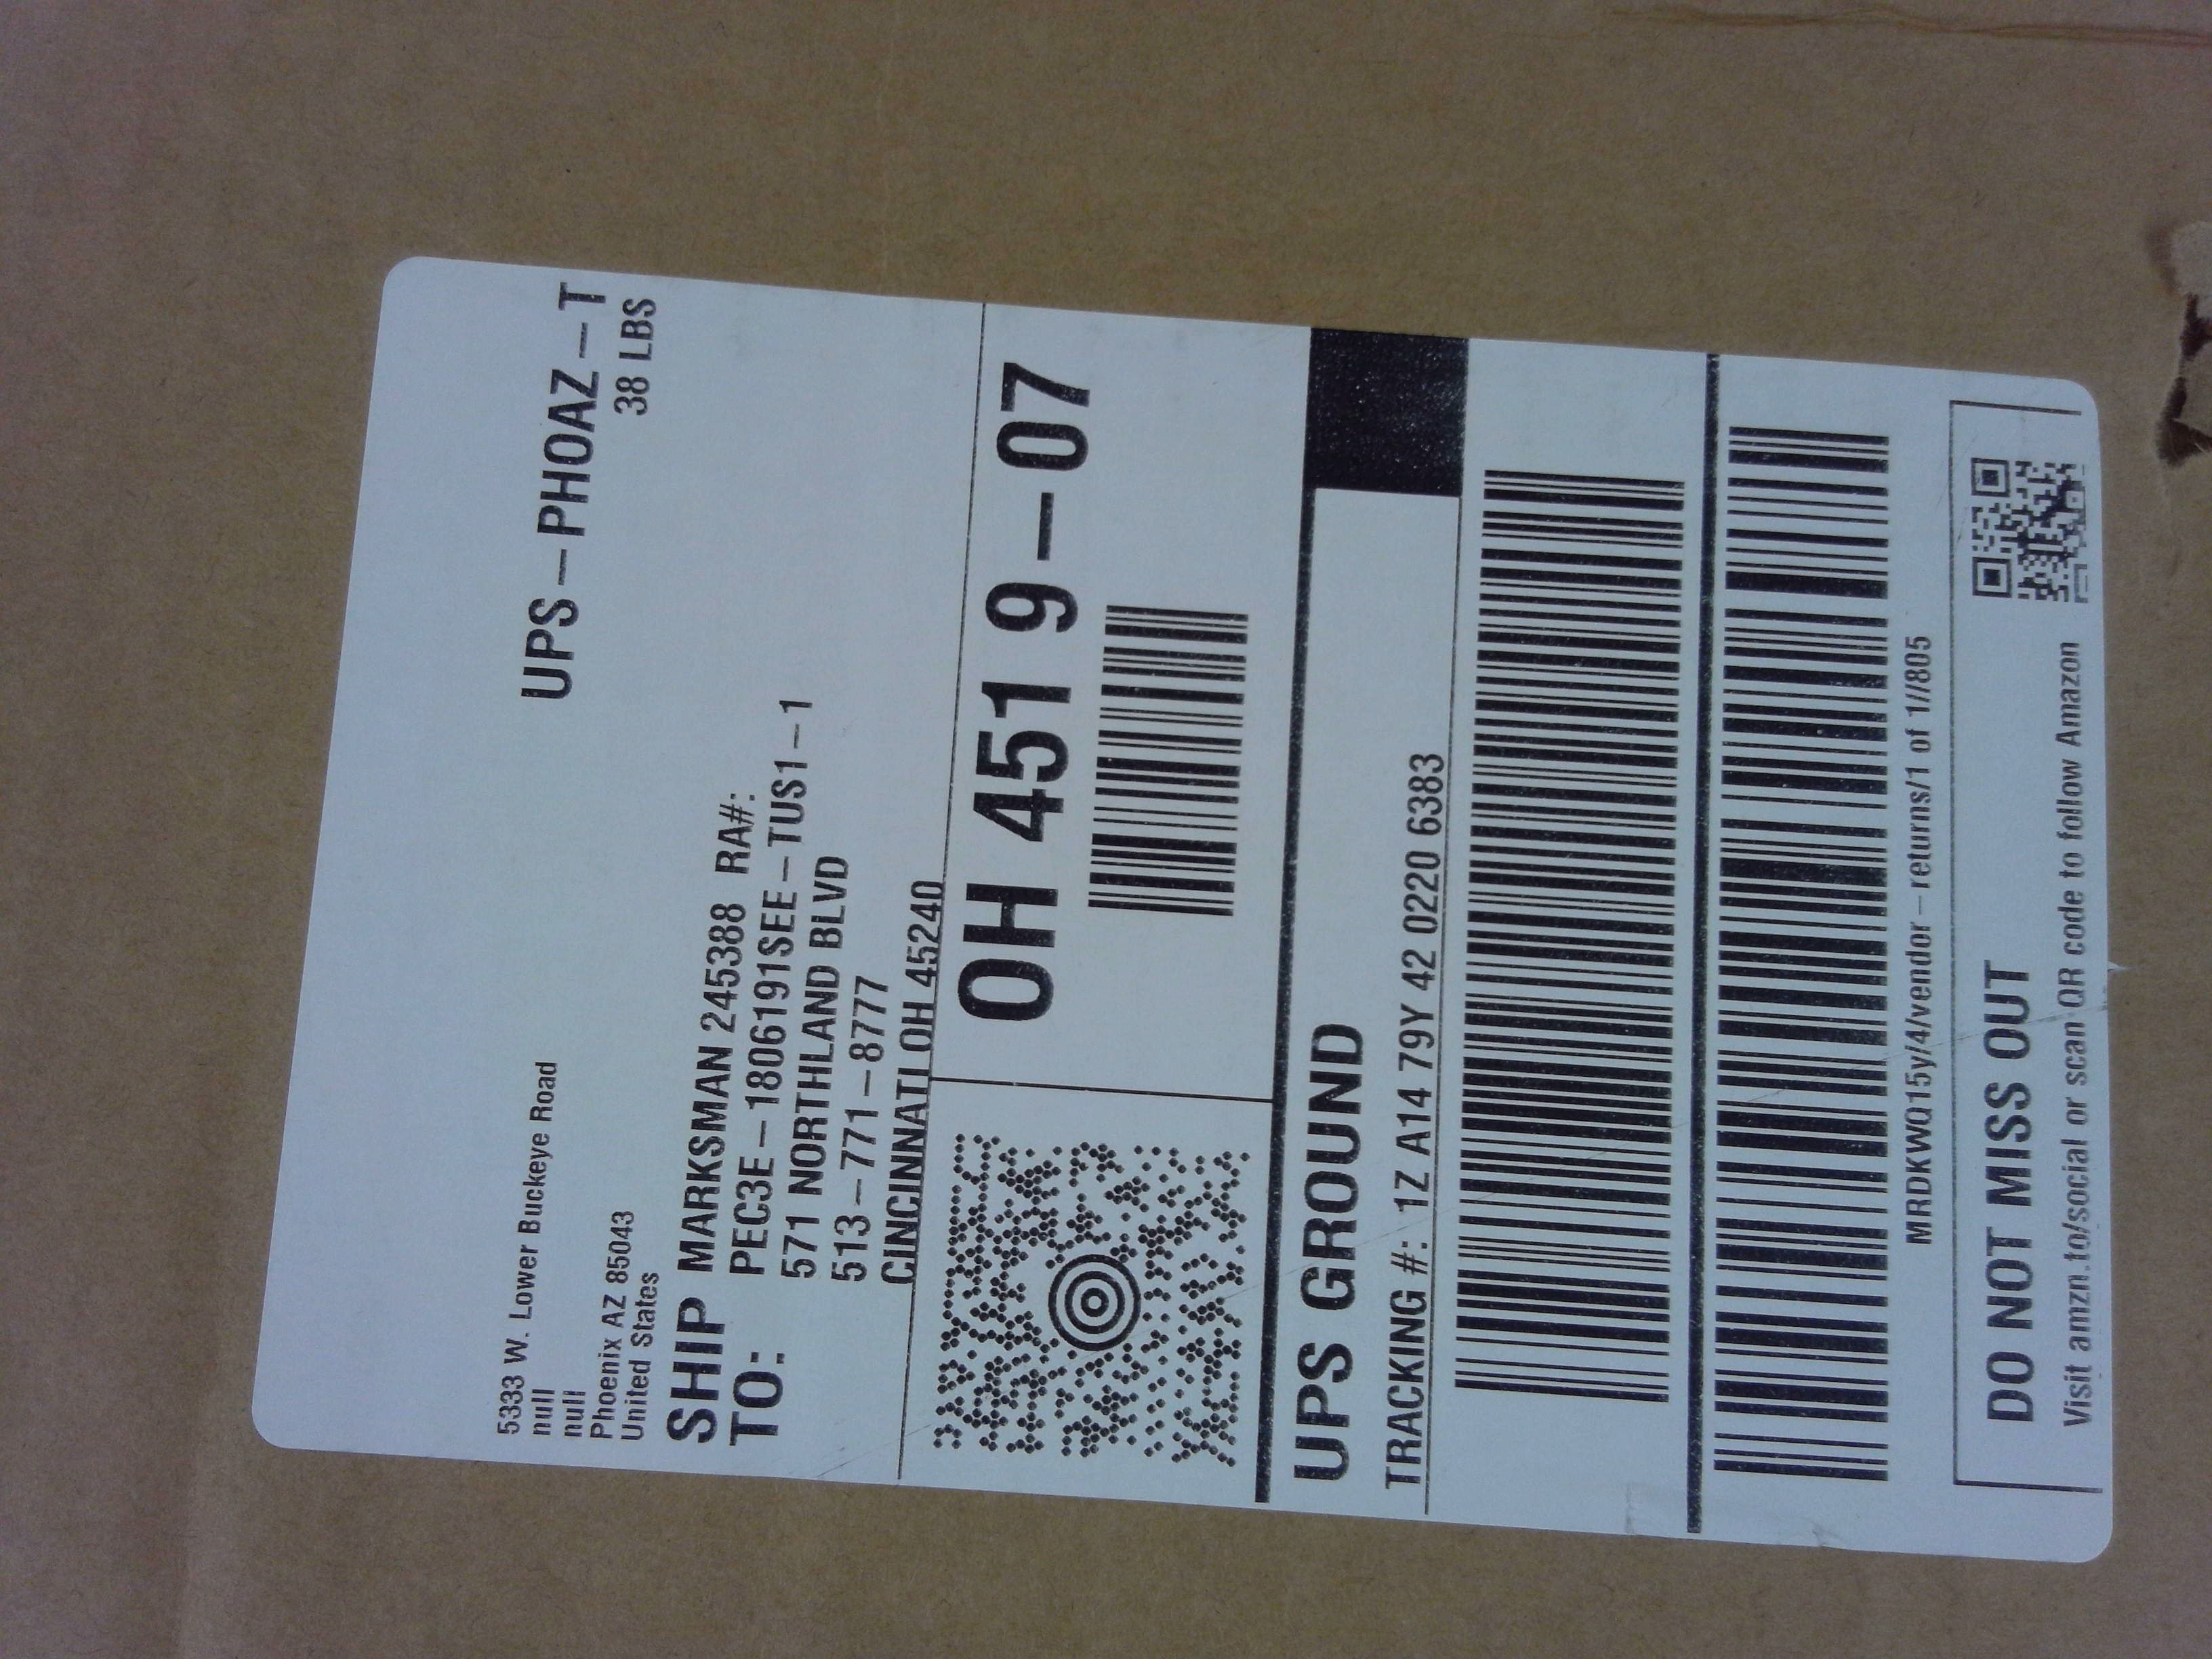 5333 W. Lower Buckeye Road
null
null
Phoenix AZ 85043
United States
UPS-PHOAZ-T
38 LBS
SHIP TO:
MARKSMAN 245388 RA#:
PEC3E-1806191SEE-TUS1-1
571 NORTHLAND BLVD
513-771-8777
CINCINNATI OH 45240
OH 451 9-07
UPS GROUND
TRACKING #: 1Z A14 79Y 42 0220 6383
MRDKWQ15y/4/vendor-returns/1 of 1//805
DO NOT MISS OUT
Visit amzn.to/social or scan QR code to follow Amazon